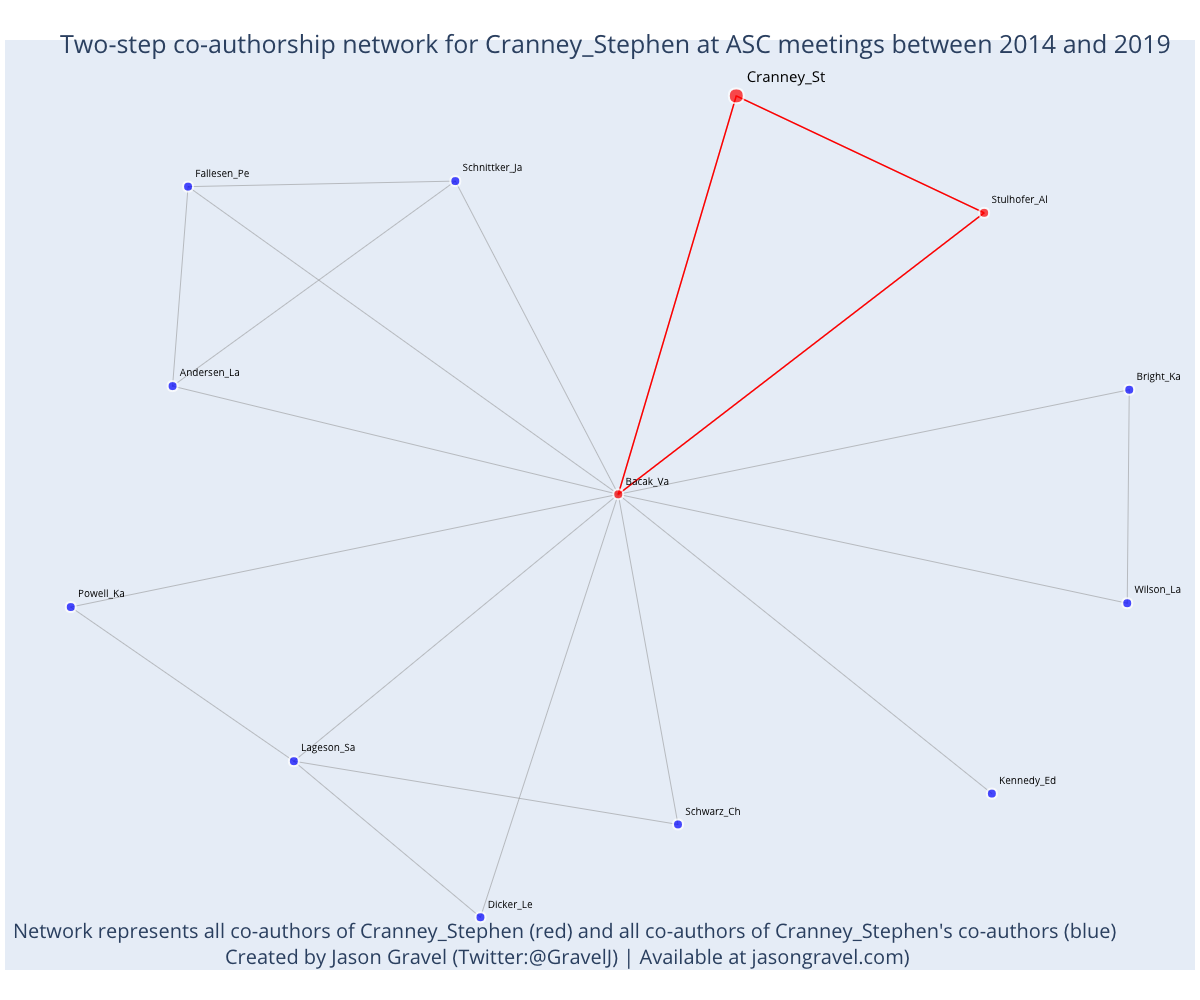 Two-step co-authorship network for Cranney_Stephen at ASC meetings between 2014 and 2019
Cranney_St
Schnittker_Ja
Fallesen_Pe
Stulhofer_Al
Andersen_La
Bright_Ka
Bacak_Va
Wilson_La
Powell_Ka
Lageson_Sa
Kennedy_Ed
Schwarz_Ch
Dicker_Le
Network represents all co-authors of Cranney_Stephen (red) and all co-authors of Cranney_Stephen's co-authors (blue)
Created by Jason Gravel (Twitter:@GravelJ) | Available at jasongravel.com)